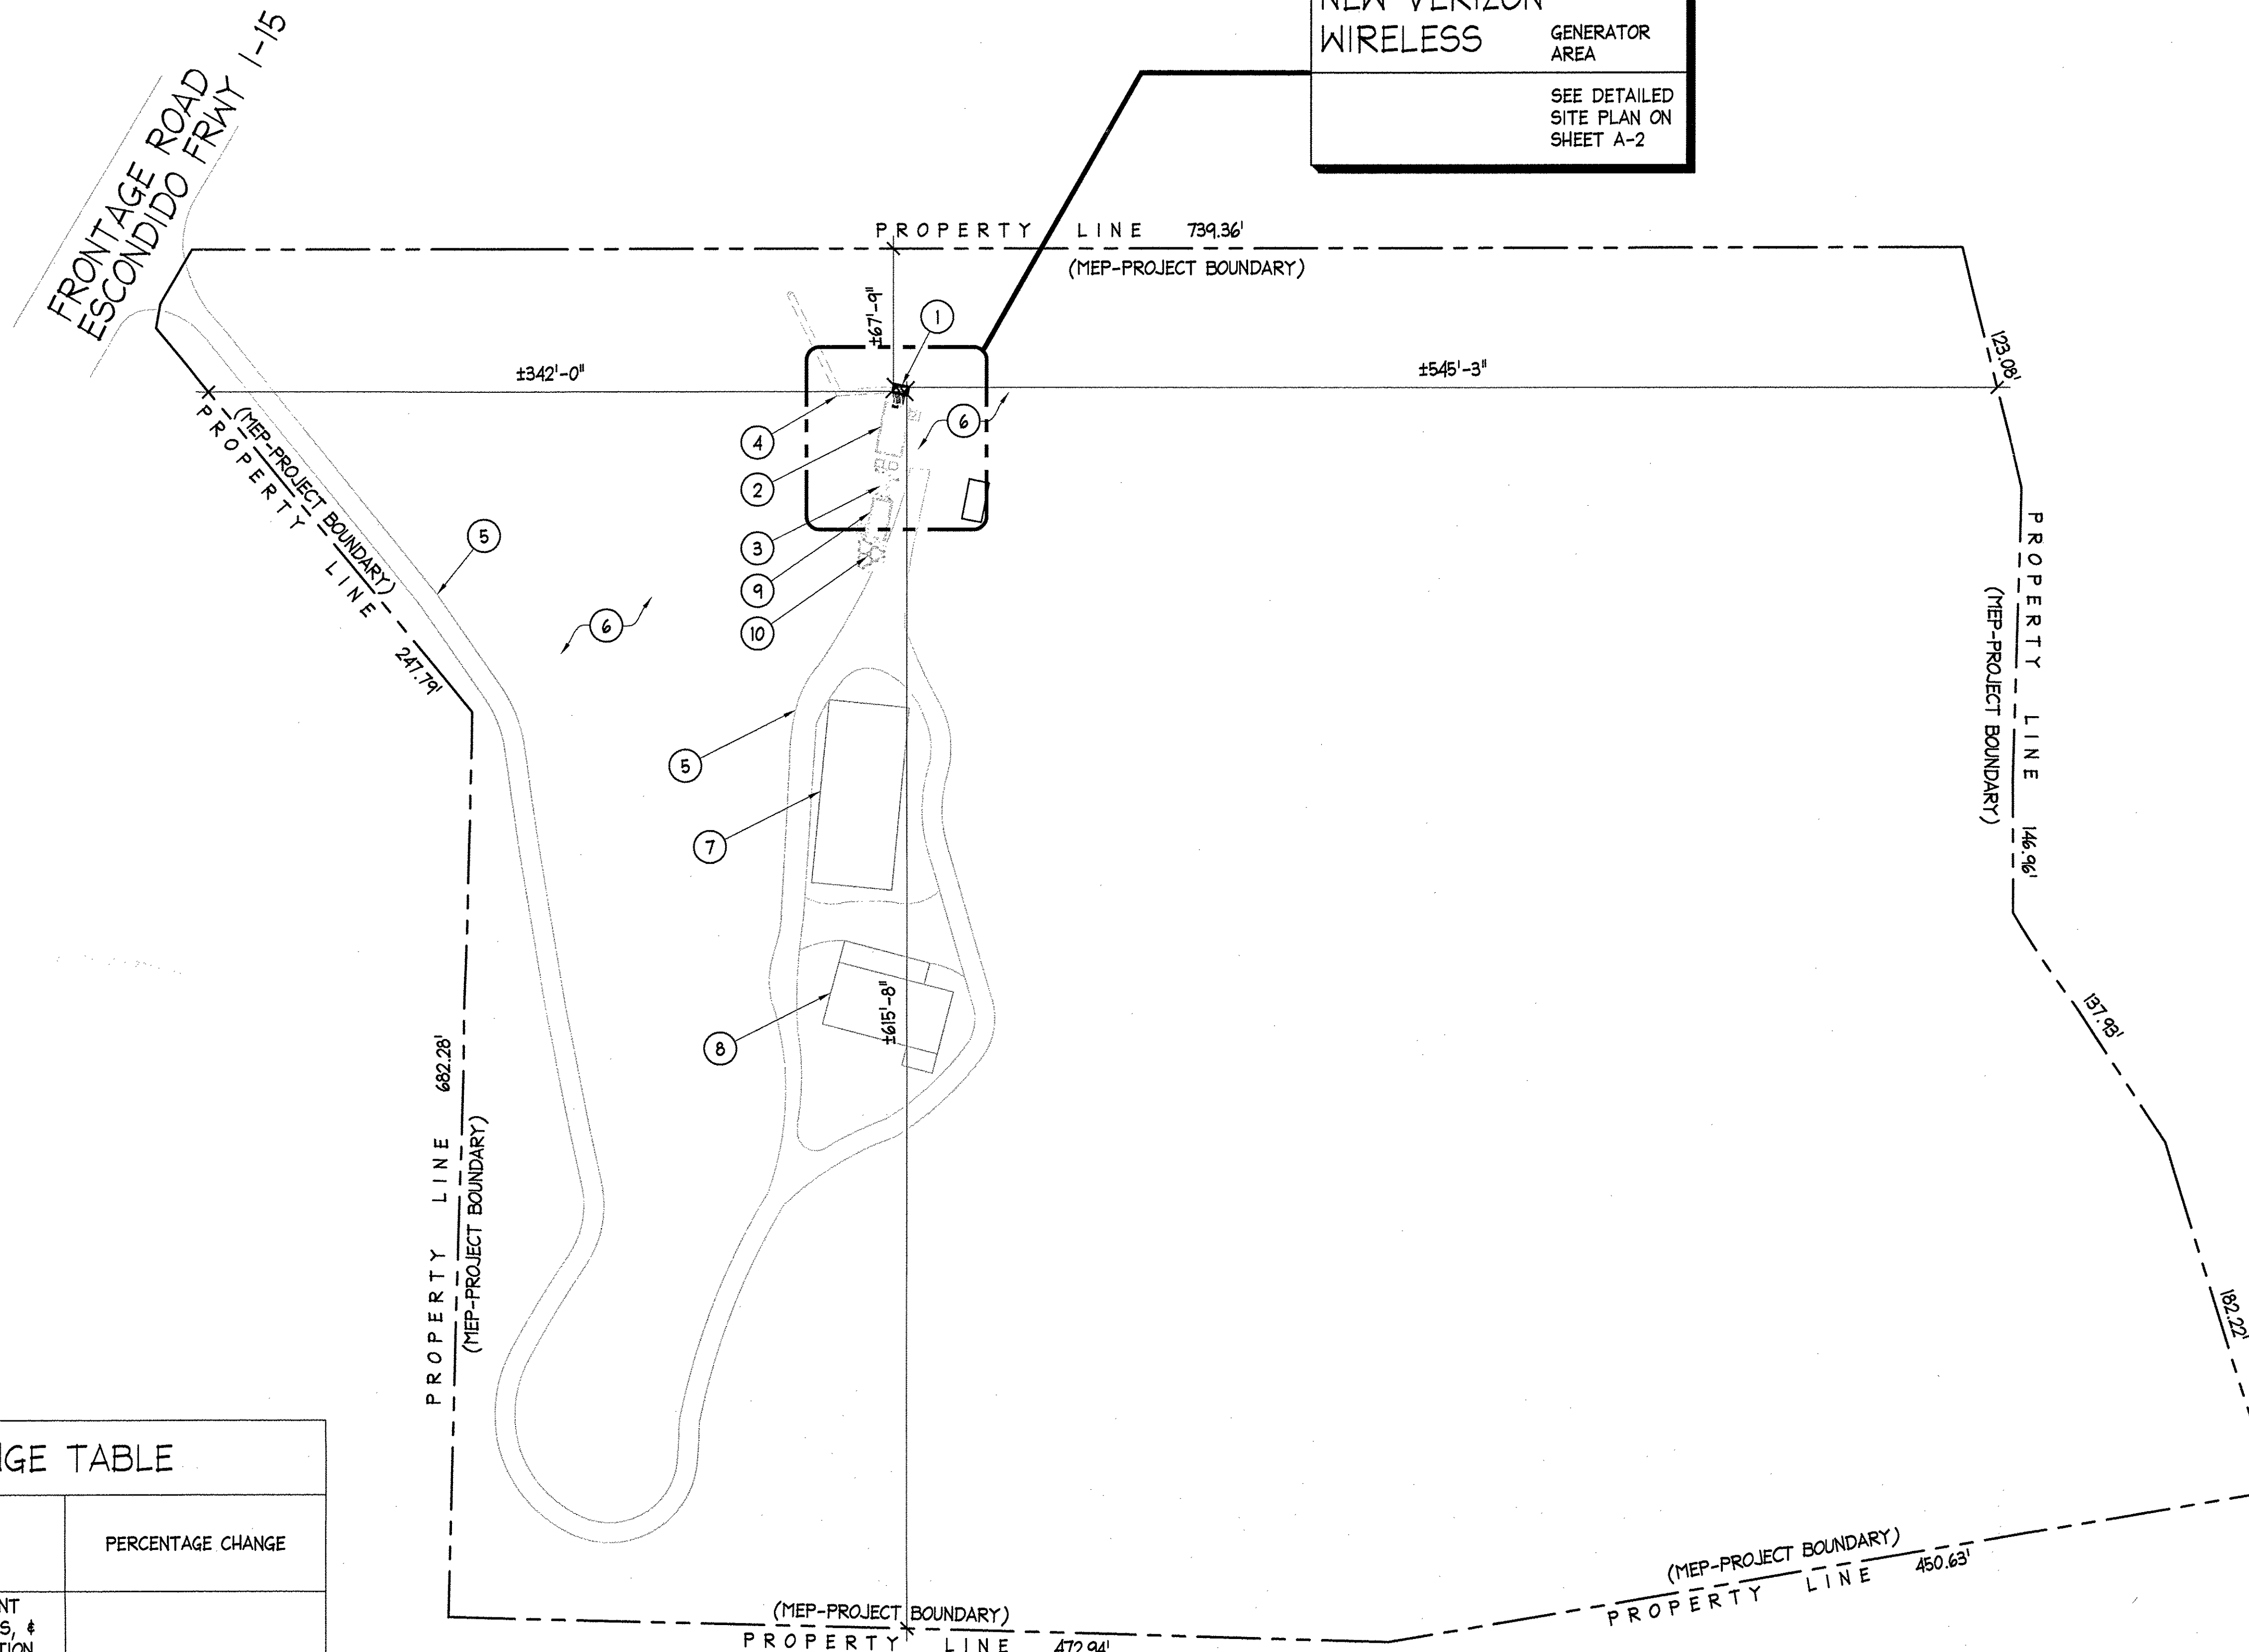 NEW VERIZON
WIRELESS
GENERATOR
AREA
SEE DETAILED
SITE PLAN ON
SHEET A-2
FRONTAGE ROAD
ESCONDIDO FRWY I-15
PROPERTY LINE 739.36'
(MEP-PROJECT BOUNDARY)
±67'-9"
1
±342'-0"
±545'-3"
123.08'
4
6
2
3
9
10
(MEP-PROJECT BOUNDARY)
PROPERTY LINE 247.79'
5
6
PROPERTY LINE 146.96'
(MEP-PROJECT BOUNDARY)
5
7
8
±615'-8"
137.93'
182.22'
PROPERTY LINE 682.28'
(MEP-PROJECT BOUNDARY)
TABLE
PERCENTAGE CHANGE
(MEP-PROJECT BOUNDARY)
PROPERTY LINE 472.94'
(MEP-PROJECT BOUNDARY)
PROPERTY LINE 450.63'